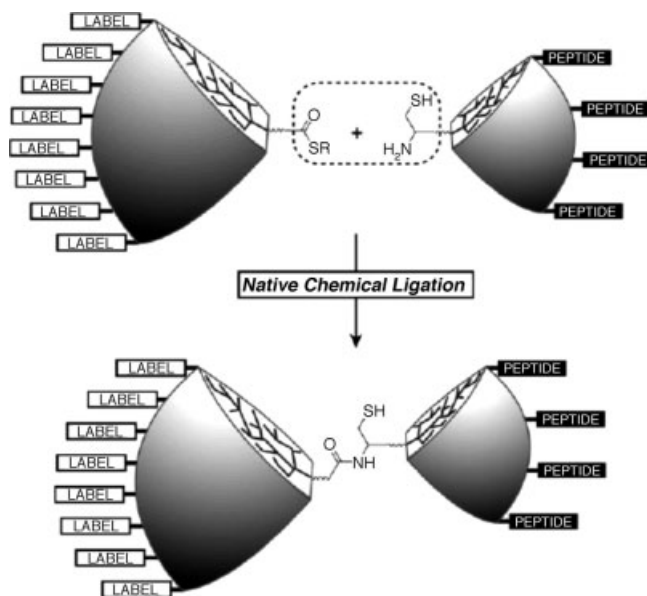 LABEL
LABEL
LABEL
LABEL
LABEL
LABEL
LABEL
LABEL
O
SR
+
SH
H₂N
PEPTIDE
PEPTIDE
PEPTIDE
PEPTIDE
Native Chemical Ligation
LABEL
LABEL
LABEL
LABEL
LABEL
LABEL
LABEL
LABEL
O
NH
SH
PEPTIDE
PEPTIDE
PEPTIDE
PEPTIDE